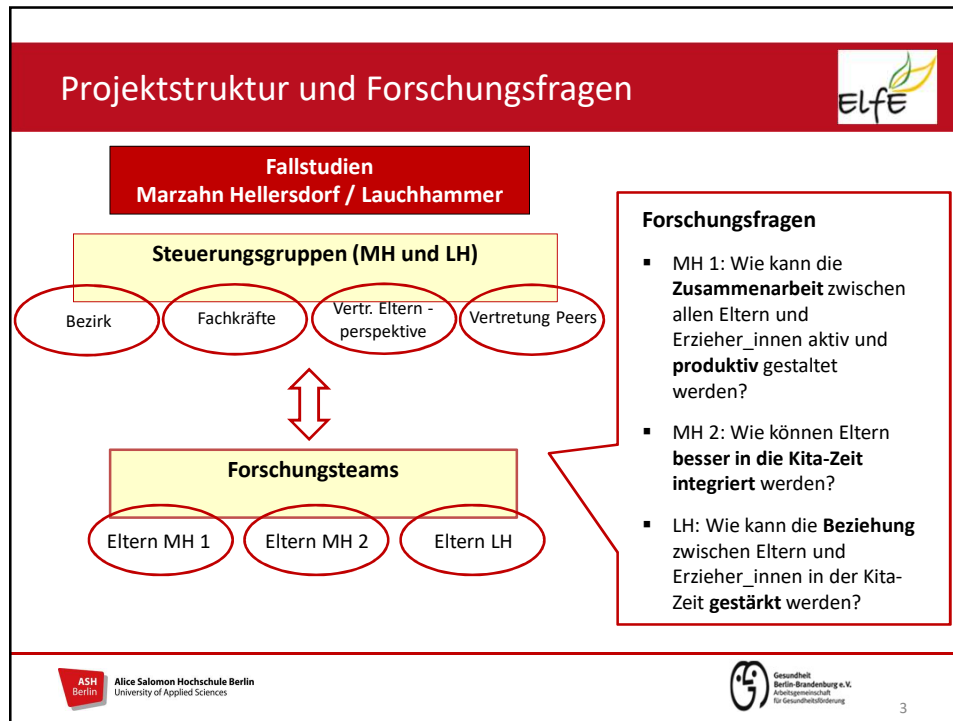 Projektstruktur und Forschungsfragen
ElfE
Fallstudien
Marzahn Hellersdorf / Lauchhammer
Steuerungsgruppen (MH und LH)
Bezirk
Fachkräfte
Vertr. Eltern -
perspektive
Vertretung Peers
Forschungsteams
Eltern MH 1
Eltern MH 2
Eltern LH
Forschungsfragen
▪ MH 1: Wie kann die
Zusammenarbeit zwischen
allen Eltern und
Erzieher_innen aktiv und
produktiv gestaltet
werden?
▪ MH 2: Wie können Eltern
besser in die Kita-Zeit
integriert werden?
▪ LH: Wie kann die Beziehung
zwischen Eltern und
Erzieher_innen in der Kita-
Zeit gestärkt werden?
ASH
Berlin
Alice Salomon Hochschule Berlin
University of Applied Sciences
Gesundheit
Berlin-Brandenburg e.V.
Arbeitsgemeinschaft
für Gesundheitsförderung
3